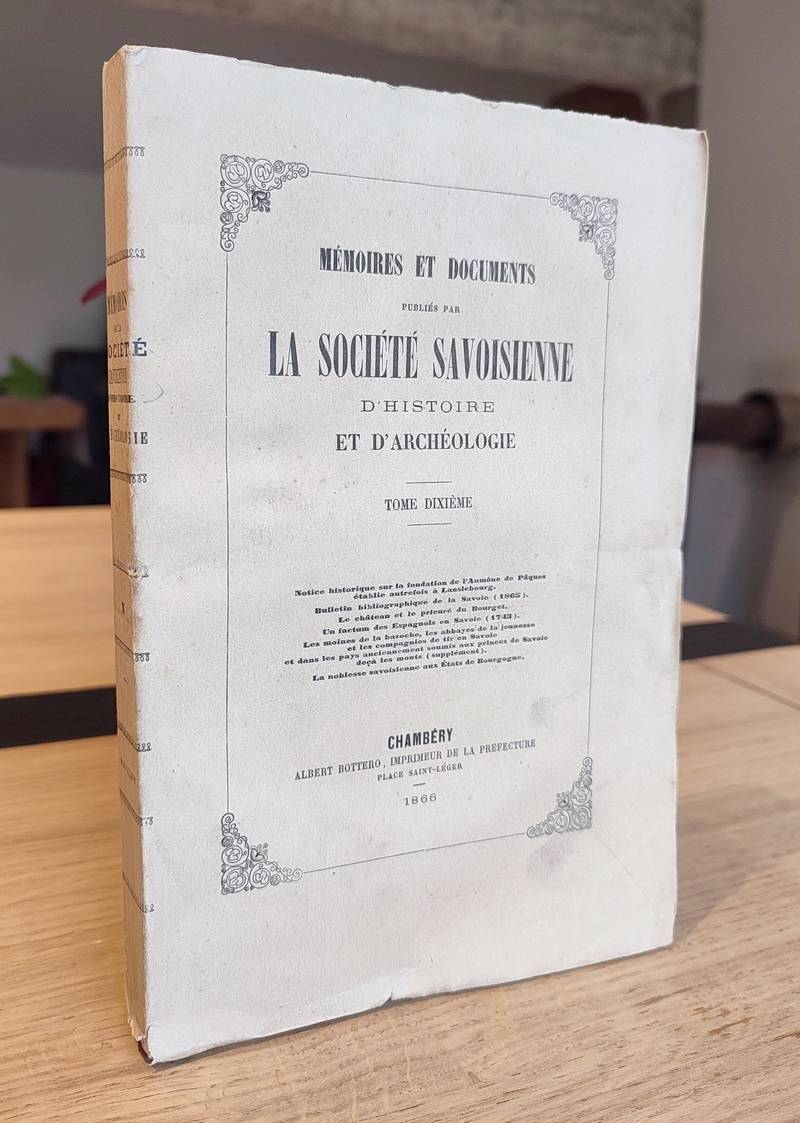 MÉMOIRES ET DOCUMENTS
PUBLIÉS PAR
LA SOCIÉTÉ SAVOISIENNE
D'HISTOIRE
ET D'ARCHÉOLOGIE
TOME DIXIÈME
Notice historique sur la fondation de l'Aumône de Pâques
établie autrefois à Lanslebourg.
Bulletin bibliographique de la Savoie (1865).
Le château et le prieuré du Bourget.
Un factum des Espagnols en Savoie (1743).
Les moines de la bazoche, les abbayes de la jeunesse
et les compagnies de tir en Savoie
et dans les pays anciennement soumis aux princes de Savoie
deçà les monts (supplément).
La noblesse savoisienne aux États de Bourgogne.
CHAMBÉRY
ALBERT BOTTERO, IMPRIMEUR DE LA PRÉFECTURE
PLACE SAINT-LÉGER
1866
X